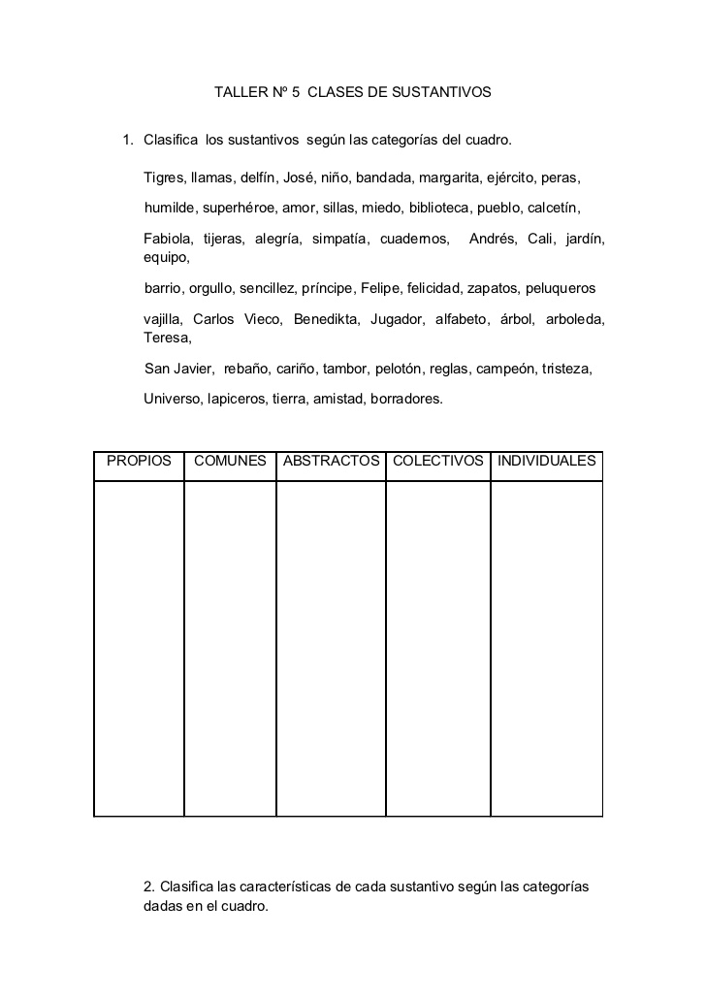 TALLER Nº 5  CLASES DE SUSTANTIVOS
1. Clasifica  los sustantivos  según las categorías del cuadro.
Tigres, llamas, delfín, José, niño, bandada, margarita, ejército, peras,
humilde, superhéroe, amor, sillas, miedo, biblioteca, pueblo, calcetín,
Fabiola, tijeras, alegría, simpatía, cuadernos,  Andrés, Cali, jardín,
equipo,
barrio, orgullo, sencillez, príncipe, Felipe, felicidad, zapatos, peluqueros
vajilla, Carlos Vieco, Benedikta, Jugador, alfabeto, árbol, arboleda,
Teresa,
San Javier,  rebaño, cariño, tambor, pelotón, reglas, campeón, tristeza,
Universo, lapiceros, tierra, amistad, borradores.
PROPIOS COMUNES ABSTRACTOS COLECTIVOS INDIVIDUALES
2. Clasifica las características de cada sustantivo según las categorías
dadas en el cuadro.